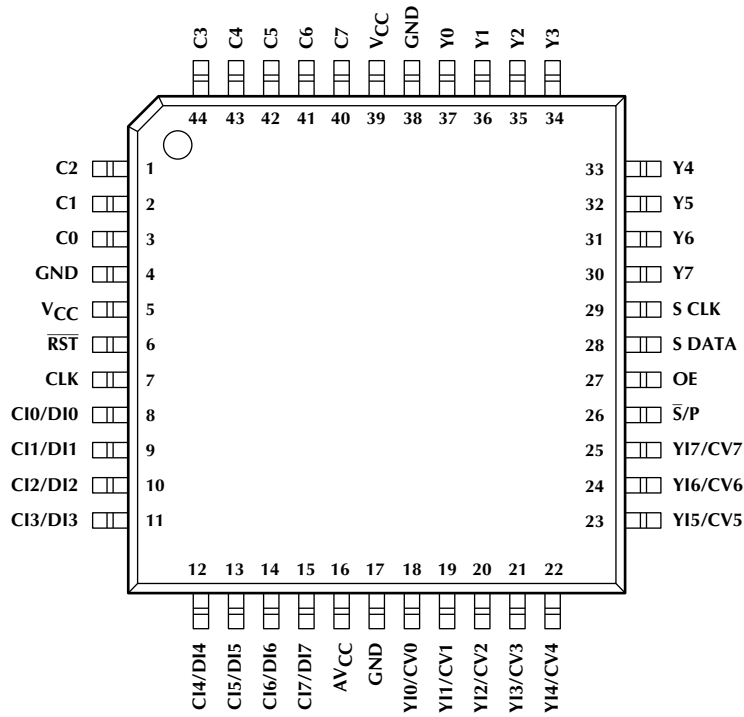 C3 C4 C5 C6 C7 VCC GND Y0 Y1 Y2 Y3
44 43 42 41 40 39 38 37 36 35 34
C2 1 33 Y4
C1 2 32 Y5
C0 3 31 Y6
GND 4 30 Y7
VCC 5 29 S CLK
RST 6 28 S DATA
CLK 7 27 OE
CI0/DI0 8 26 S/P
CI1/DI1 9 25 YI7/CV7
CI2/DI2 10 24 YI6/CV6
CI3/DI3 11 23 YI5/CV5
12 13 14 15 16 17 18 19 20 21 22
CI4/DI4 CI5/DI5 CI6/DI6 CI7/DI7 AVCC GND YI0/CV0 YI1/CV1 YI2/CV2 YI3/CV3 YI4/CV4